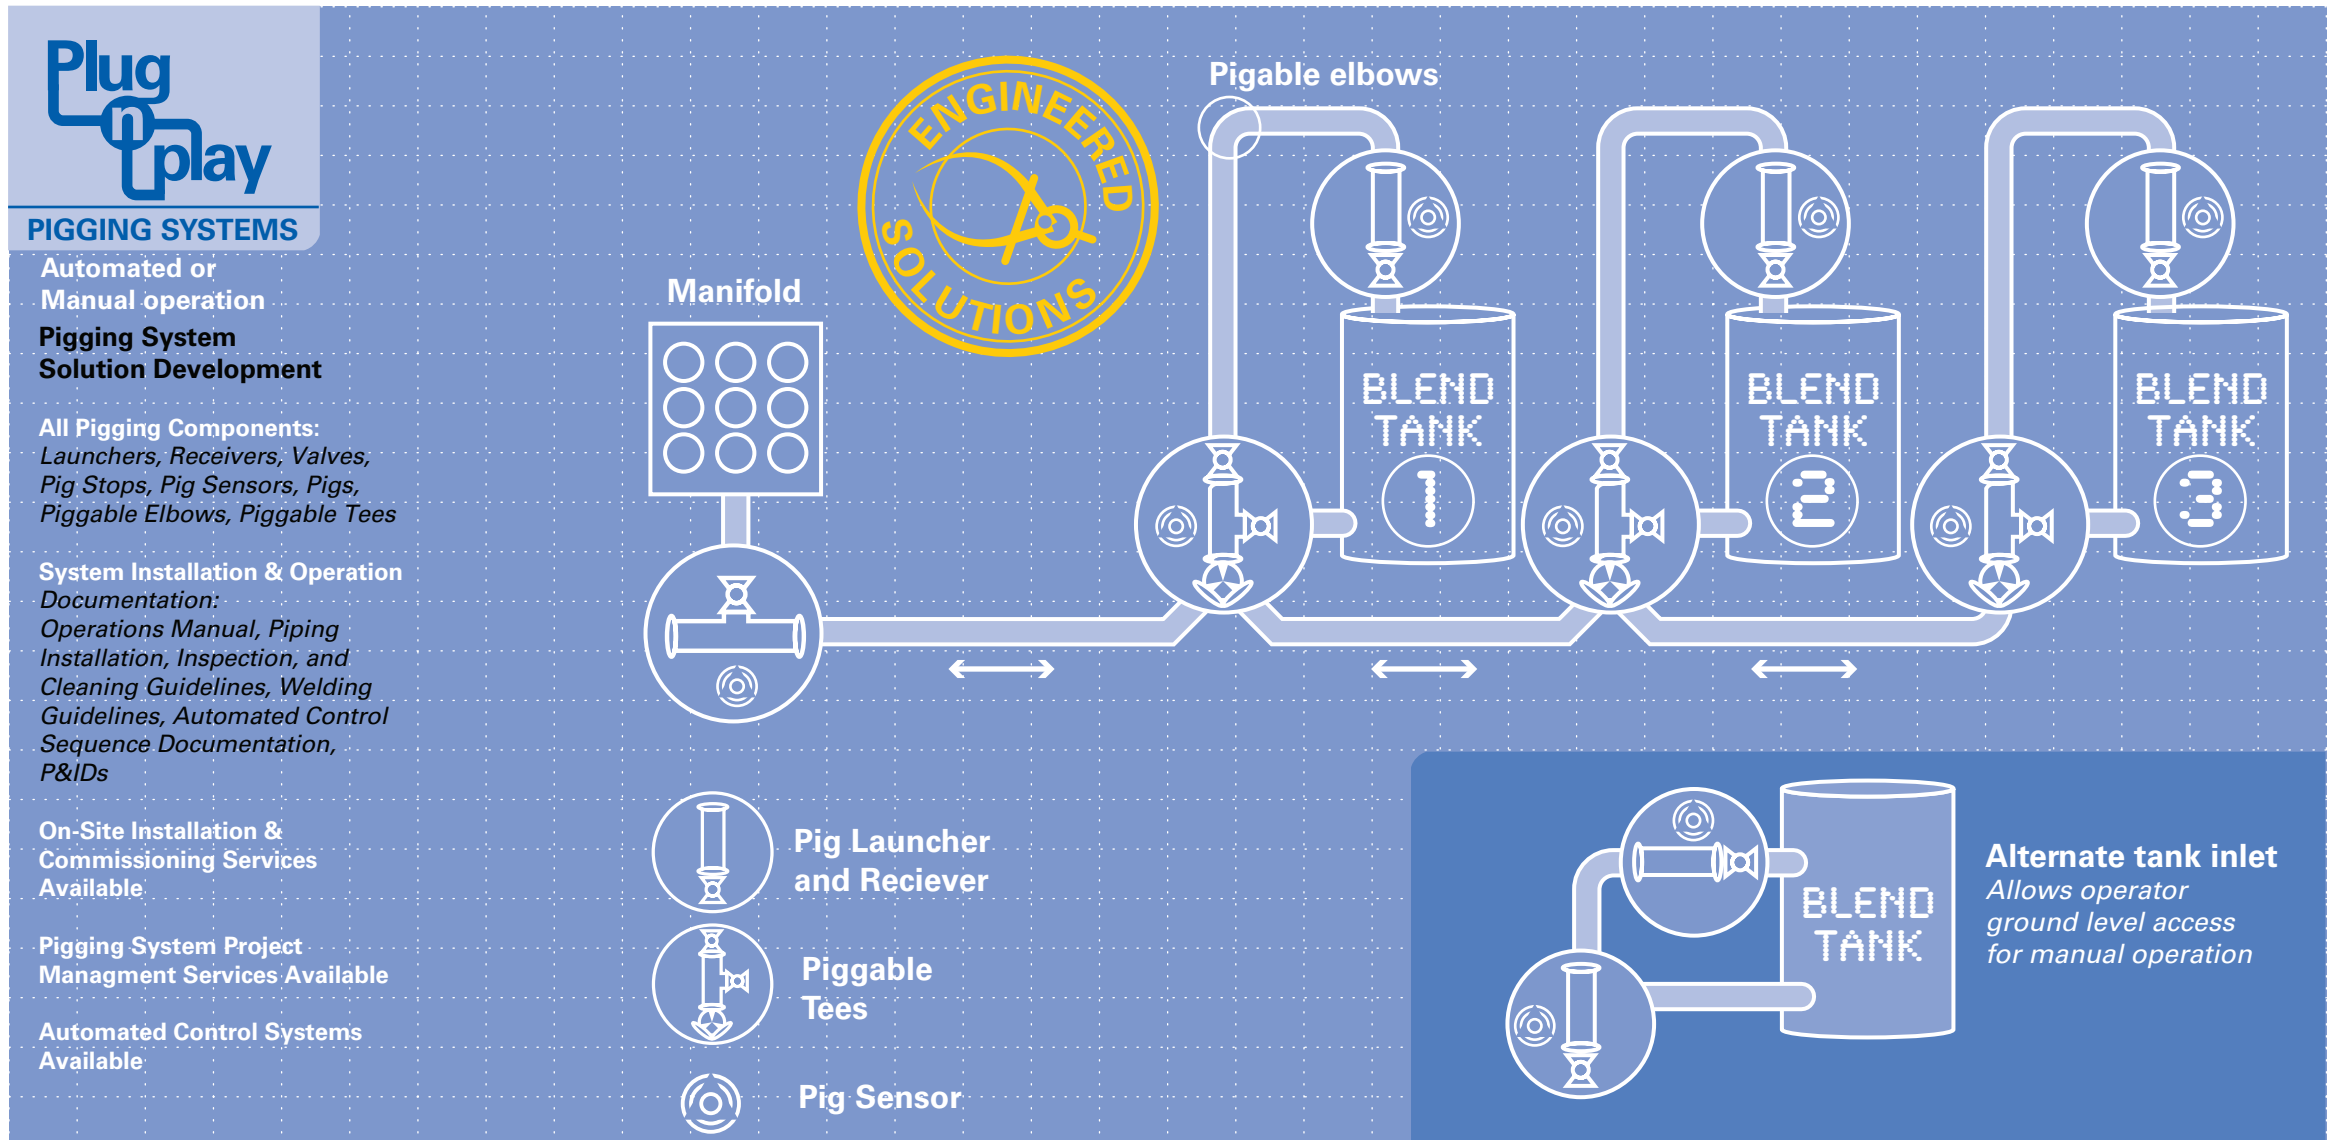 Plug
n
play
PIGGING SYSTEMS
Automated or
Manual operation
Pigging System
Solution Development
All Pigging Components:
Launchers, Receivers, Valves,
Pig Stops, Pig Sensors, Pigs,
Piggable Elbows, Piggable Tees
System Installation & Operation
Documentation:
Operations Manual, Piping
Installation, Inspection, and
Cleaning Guidelines, Welding
Guidelines, Automated Control
Sequence Documentation,
P&IDs
On-Site Installation &
Commissioning Services
Available
Pigging System Project
Managment Services Available
Automated Control Systems
Available
ENGINEERED
SOLUTIONS
Manifold
Pigable elbows
BLEND
TANK
1
BLEND
TANK
2
BLEND
TANK
3
Pig Launcher
and Reciever
Piggable
Tees
Pig Sensor
BLEND
TANK
Alternate tank inlet
Allows operator
ground level access
for manual operation